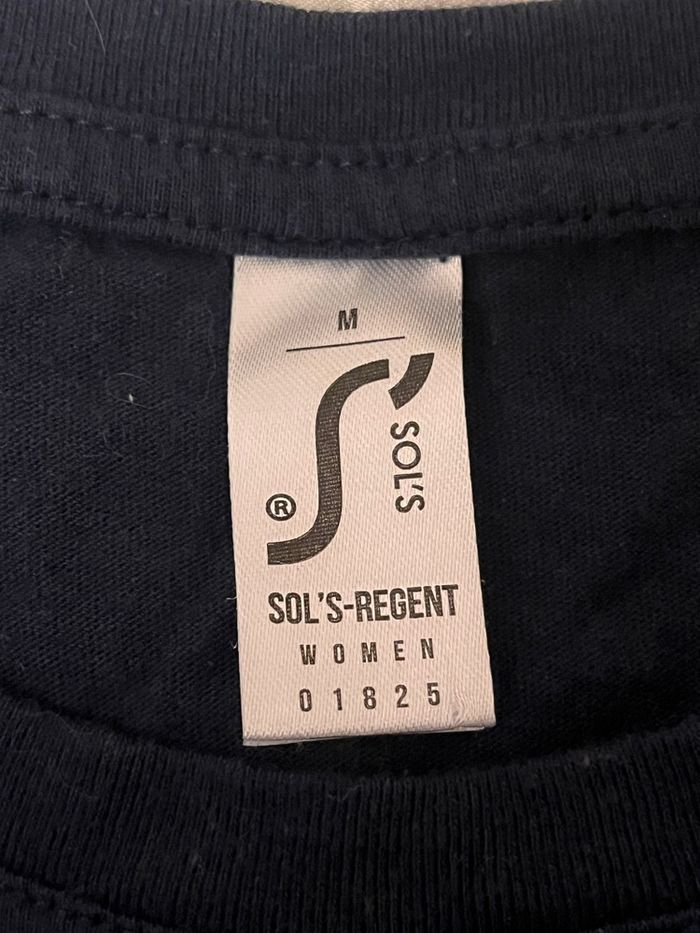 M
SOL'S
®
SOL'S-REGENT
WOMEN
01825